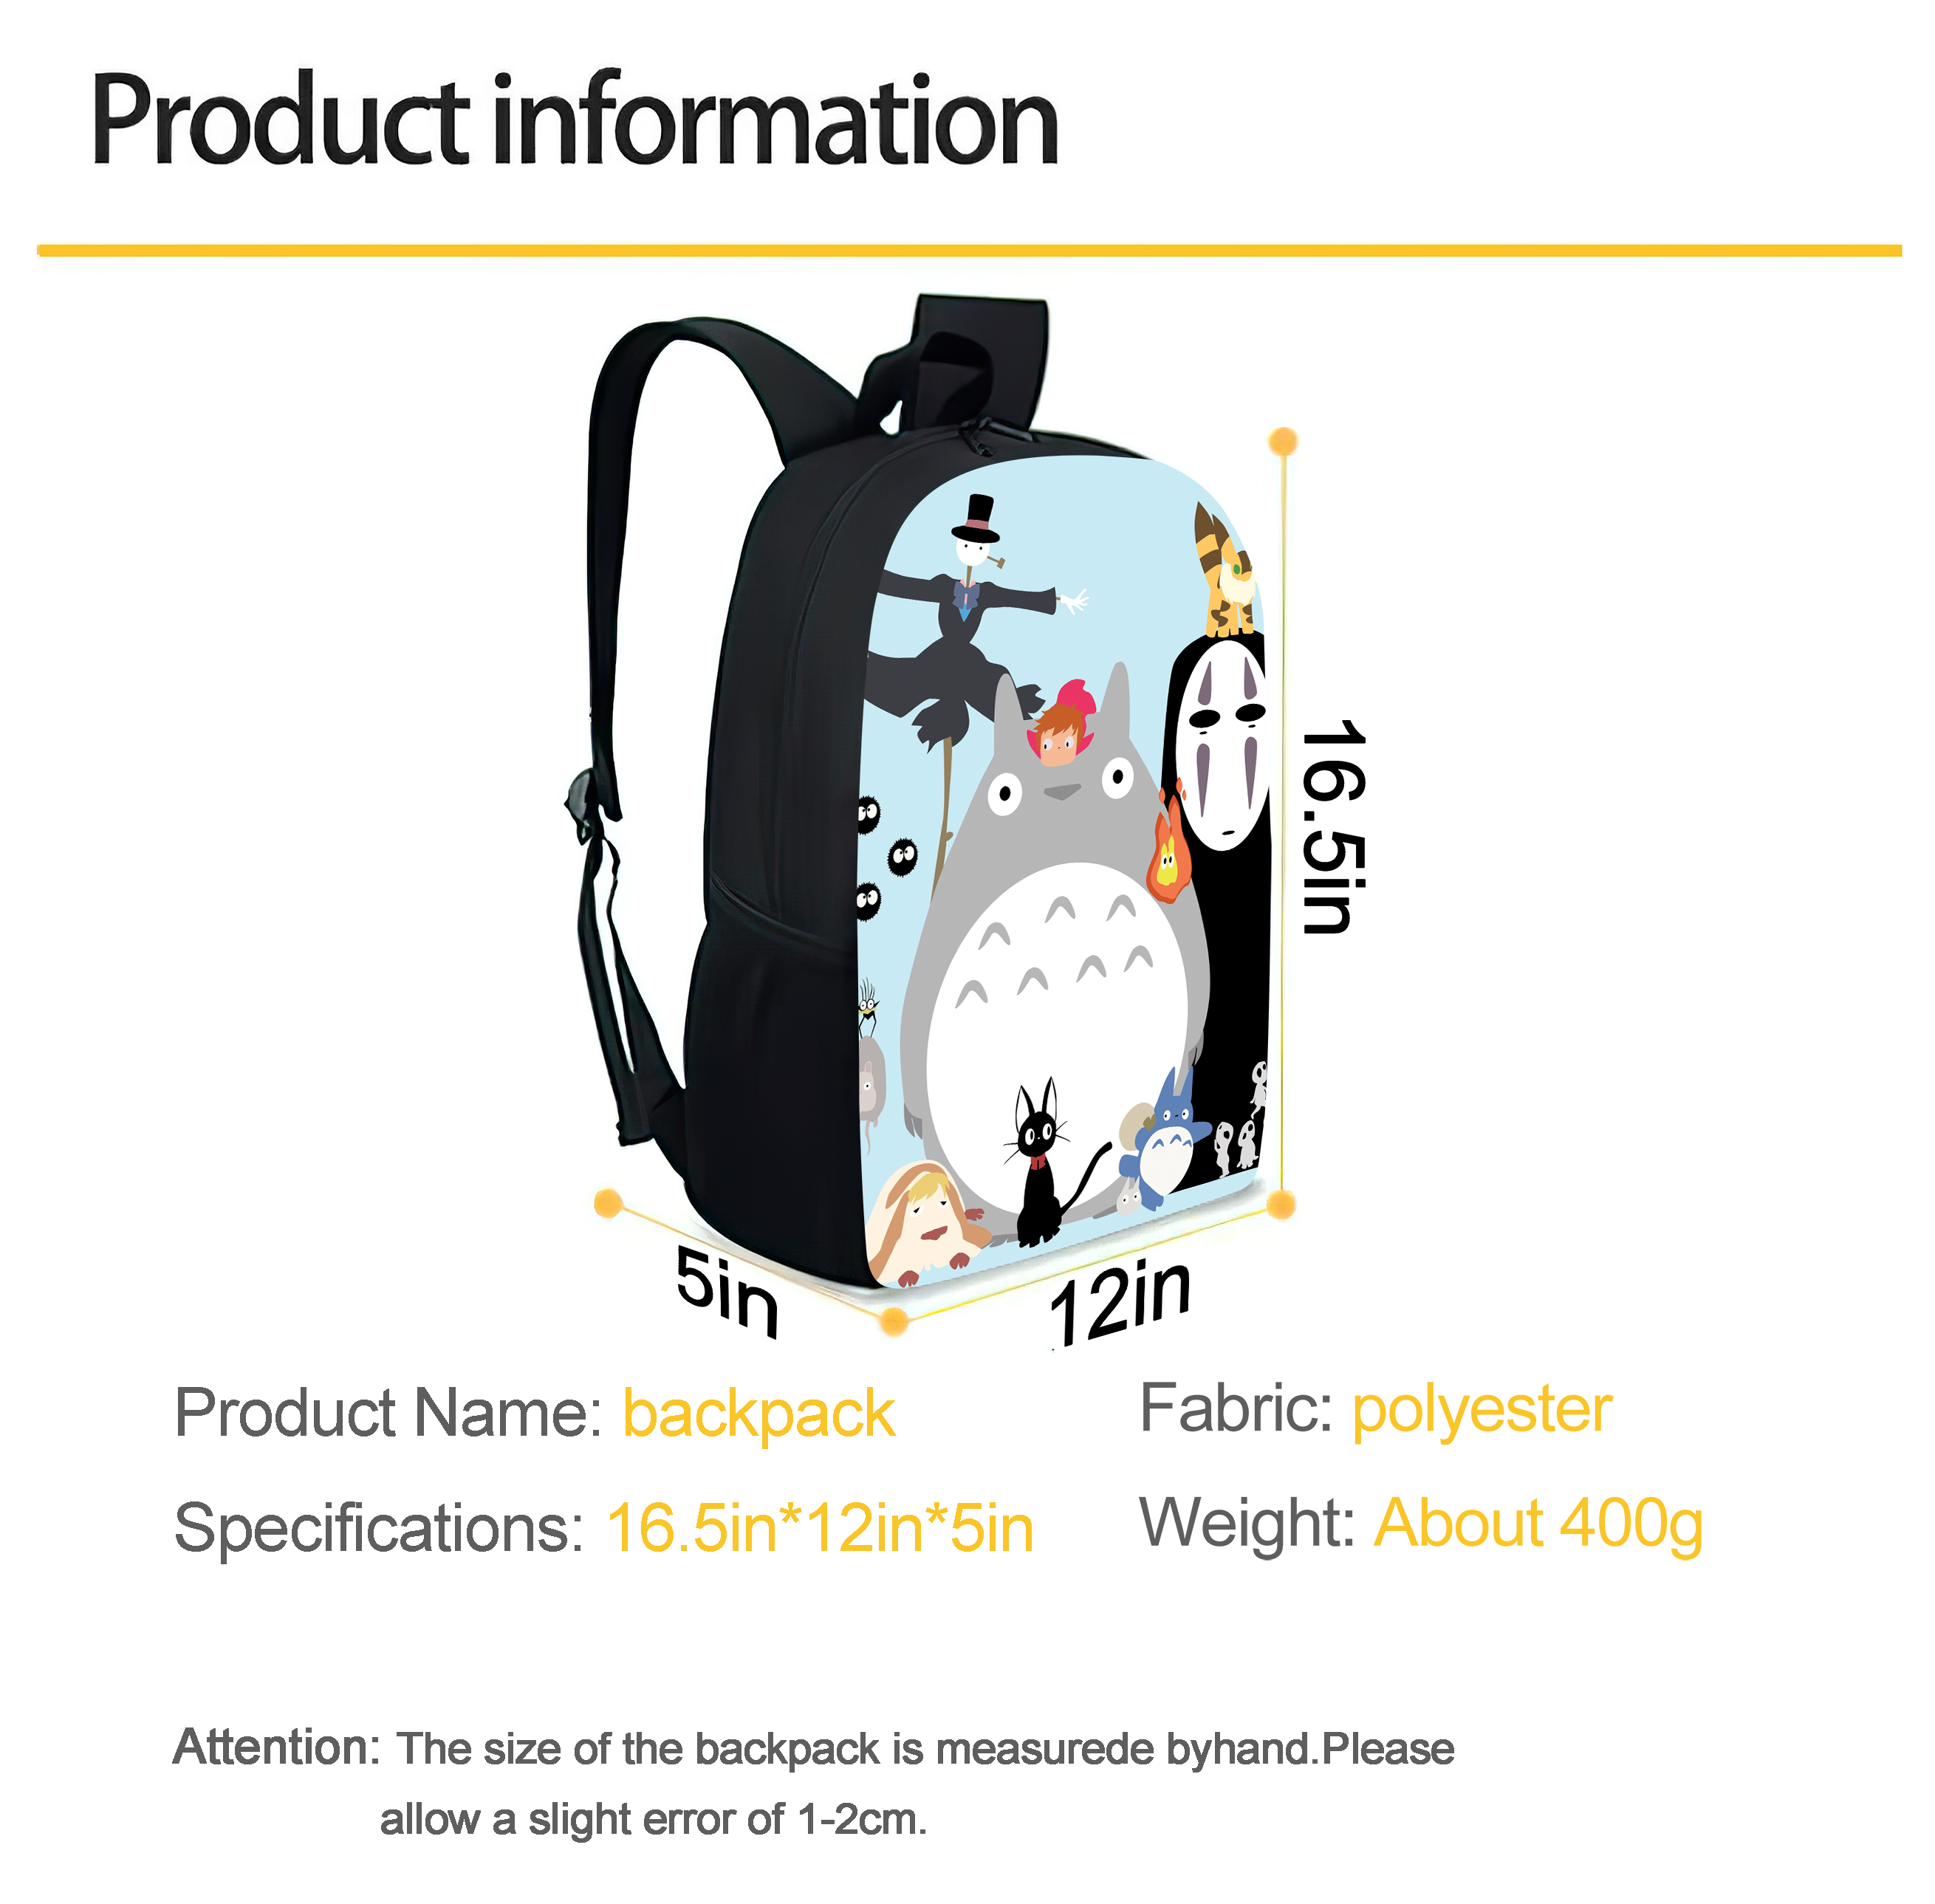 Product information
16.5in
5in
12in
Product Name: backpack
Fabric: polyester
Specifications: 16.5in*12in*5in
Weight: About 400g
Attention: The size of the backpack is measurede byhand.Please
allow a slight error of 1-2cm.